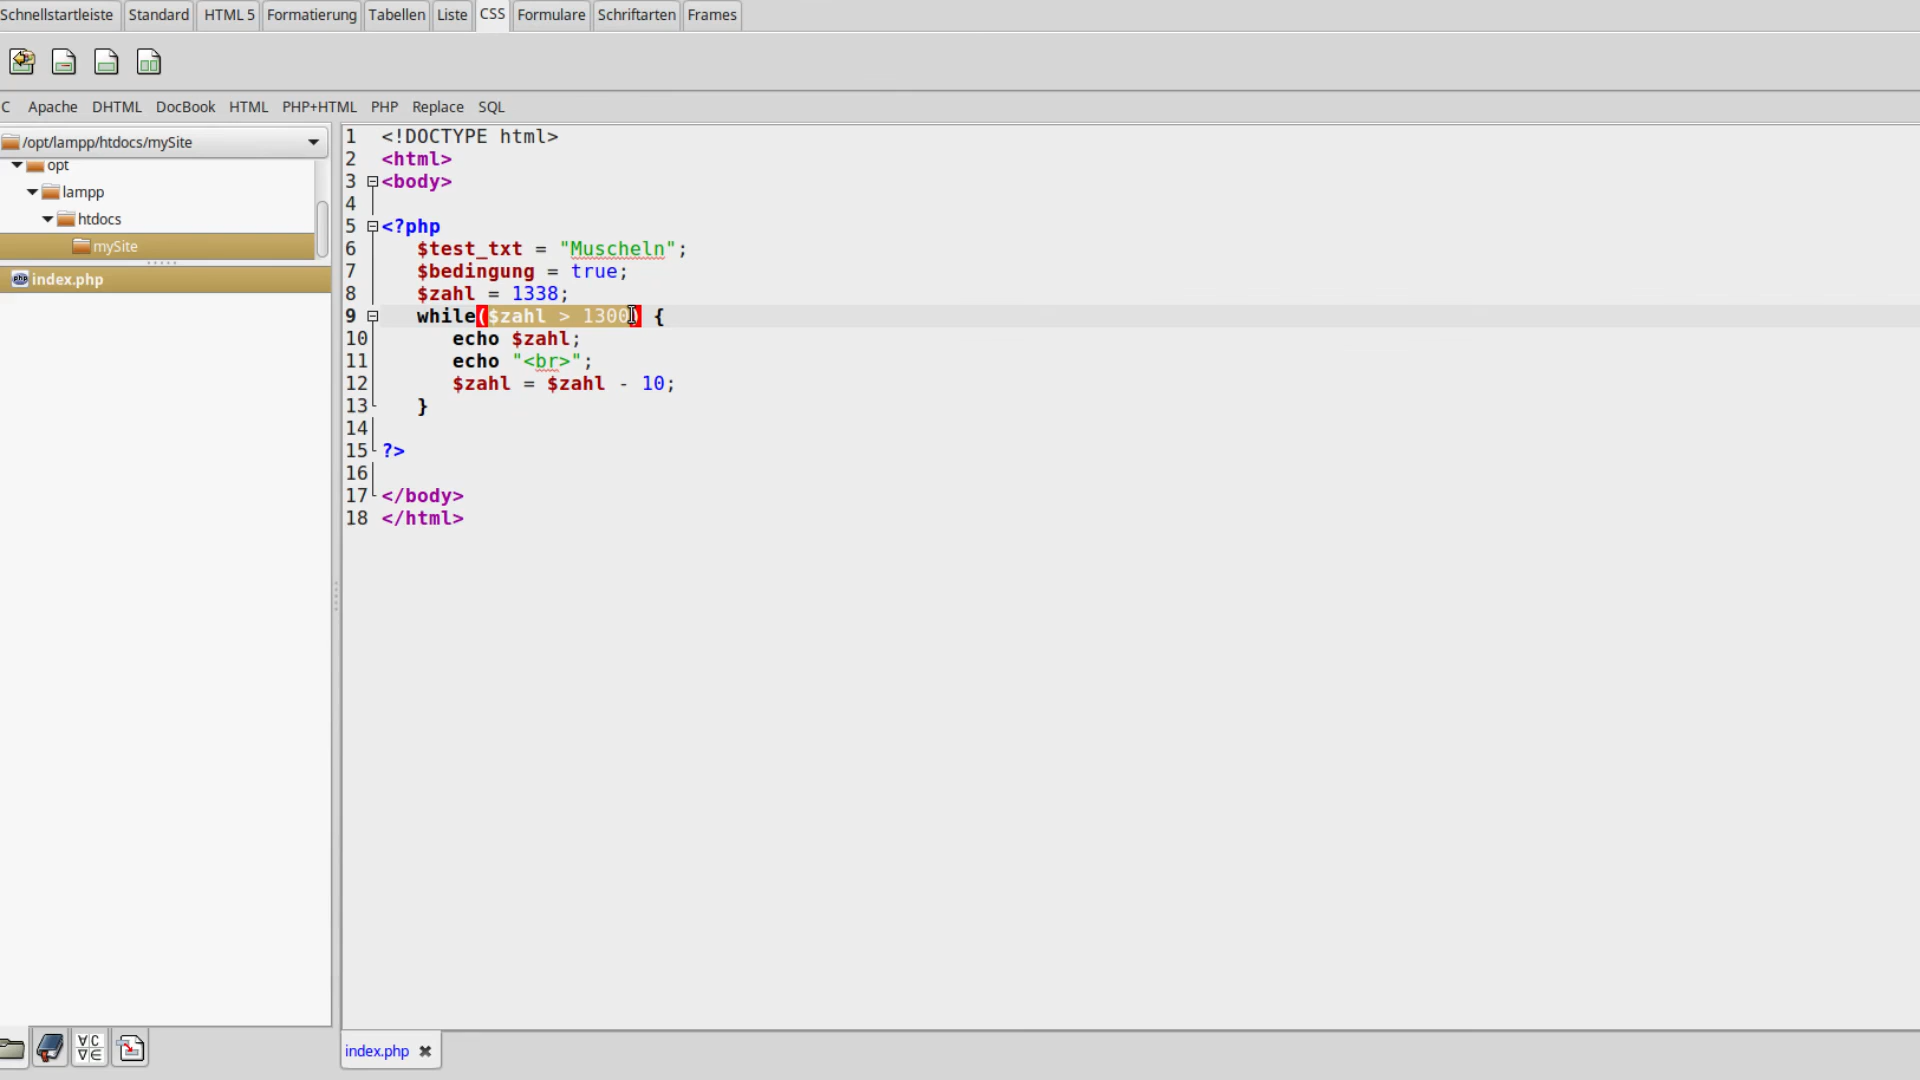 Schnellstartleiste Standard HTML 5 Formatierung Tabellen Liste CSS Formulare Schriftarten Frames
C Apache DHTML DocBook HTML PHP+HTML PHP Replace SQL
/opt/lampp/htdocs/mySite
opt
lampp
htdocs
mySite
index.php
1 <!DOCTYPE html>
2 <html>
3 <body>
4
5 <?php
6 $test_txt = "Muscheln";
7 $bedingung = true;
8 $zahl = 1338;
9 while($zahl > 1300) {
10 echo $zahl;
11 echo "<br>";
12 $zahl = $zahl - 10;
13 }
14
15 ?>
16
17 </body>
18 </html>
index.php